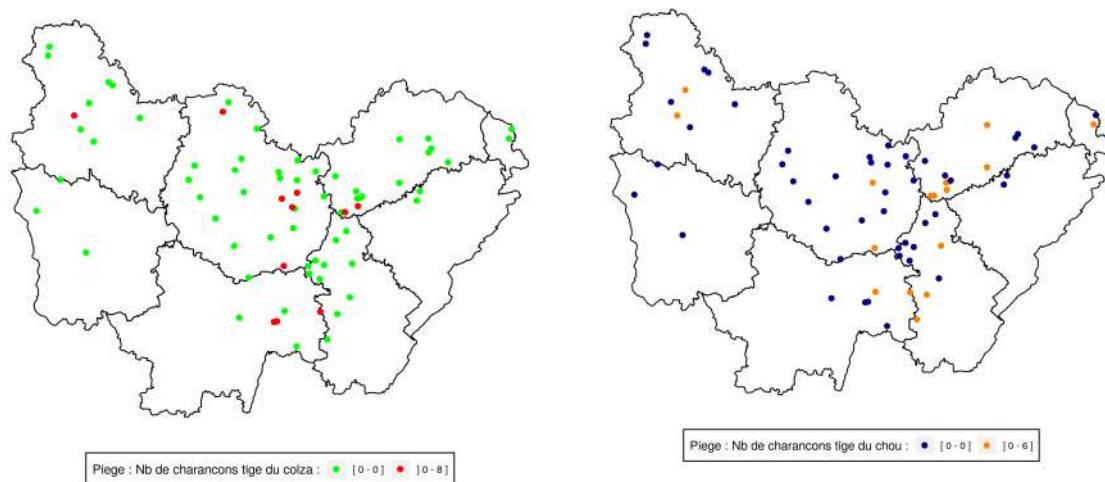 Piege : Nb de charancons tige du colza : [ 0 - 0 ] ] 0 - 8 ]
Piege : Nb de charancons tige du chou : [ 0 - 0 ] ] 0 - 6 ]